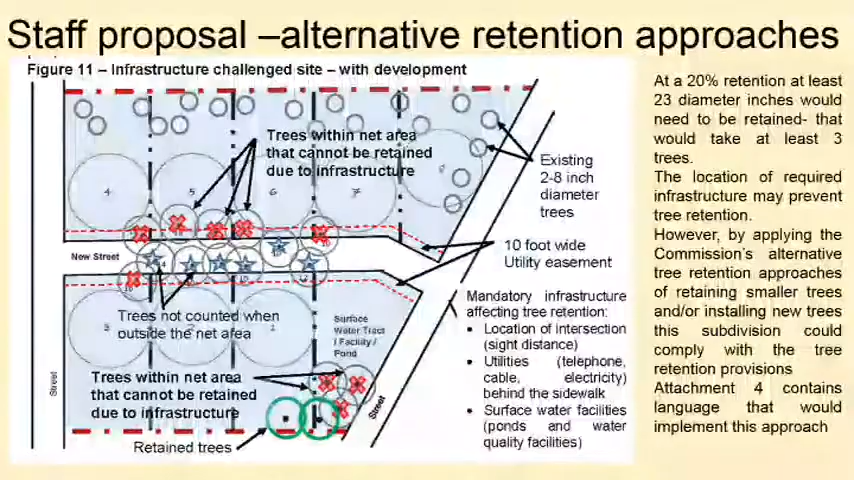 Staff proposal –alternative retention approaches
Figure 11 – Infrastructure challenged site – with development
Trees within net area
that cannot be retained
due to infrastructure
4
5
6
7
Existing
2-8 inch
diameter
trees
New Street
10 foot wide
Utility easement
Trees not counted when
outside the net area
3
2
1
Surface
Water Tract
/ Facility /
Pond
Mandatory infrastructure
affecting tree retention:
• Location of intersection
(sight distance)
• Utilities (telephone,
cable, electricity)
behind the sidewalk
• Surface water facilities
(ponds and water
quality facilities)
Trees within net area
that cannot be retained
due to infrastructure
Street
Street
Retained trees
At a 20% retention at least
23 diameter inches would
need to be retained- that
would take at least 3
trees.
The location of required
infrastructure may prevent
tree retention.
However, by applying the
Commission's alternative
tree retention approaches
of retaining smaller trees
and/or installing new trees
this subdivision could
comply with the tree
retention provisions
Attachment 4 contains
language that would
implement this approach